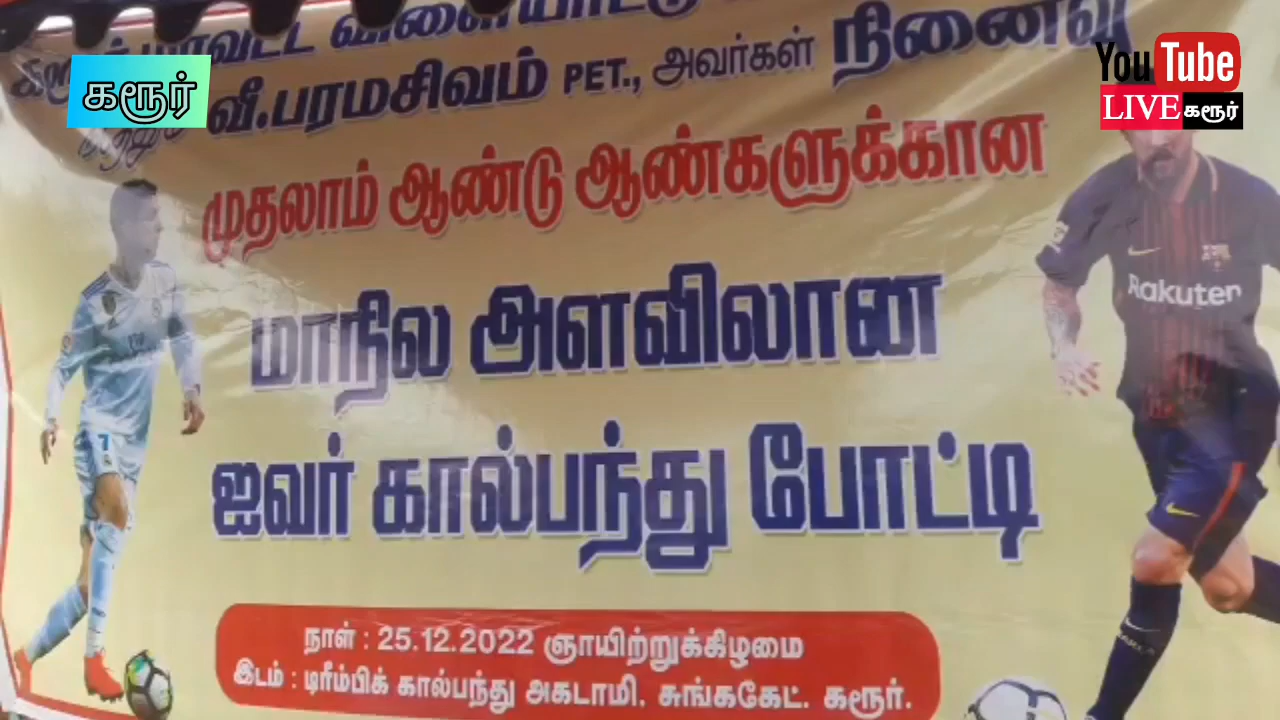 விளையாட்டு
கரூர்
வீ.பரமசிவம் PET., அவர்கள் நினைவு
YouTube
LIVE கரூர்
முதலாம் ஆண்டு ஆண்களுக்கான
மாநில அளவிலான
Rakuten
ஐவர் கால்பந்து போட்டி
7
நாள் : 25.12.2022 ஞாயிற்றுக்கிழமை
இடம் : டிரீம்பிக் கால்பந்து அகடாமி, சுங்ககேட். கரூர்.